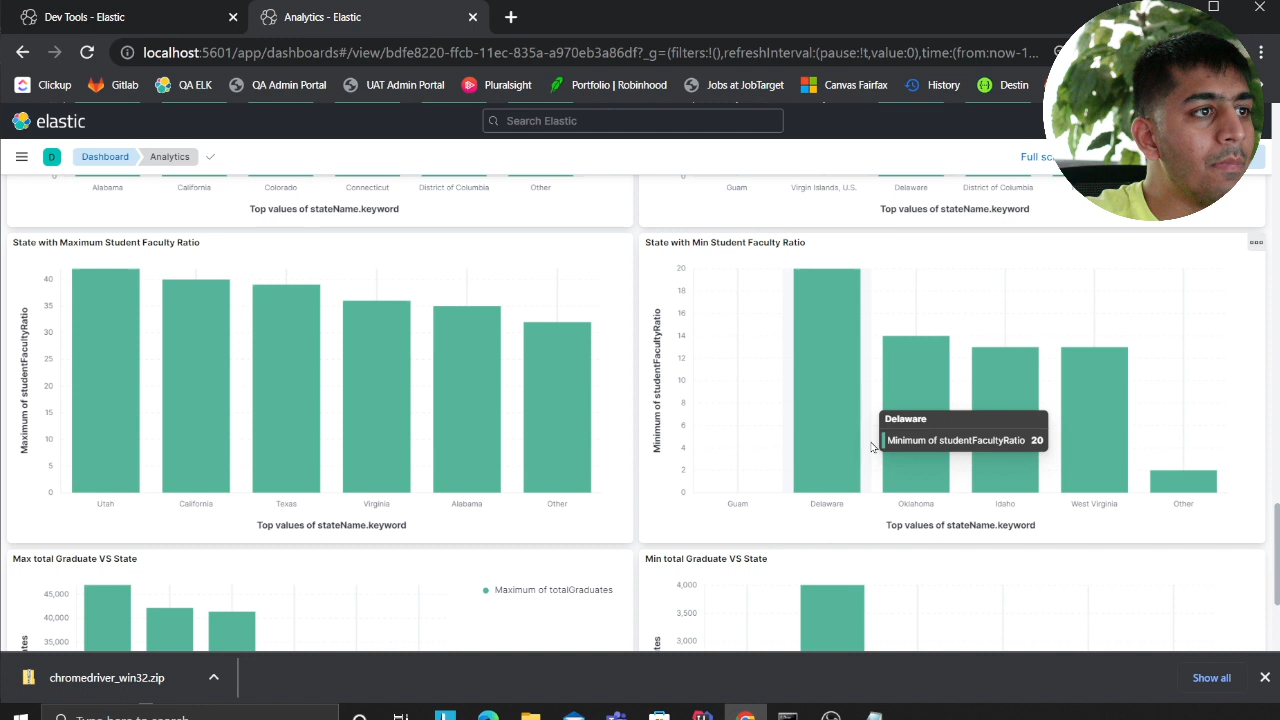 Dev Tools - Elastic
Analytics - Elastic
localhost:5601/app/dashboards#/view/bdfe8220-ffcb-11ec-835a-a970eb3a86df?_g=(filters:!(),refreshInterval:(pause:!t,value:0),time:(from:now-1...
Clickup Gitlab QA ELK QA Admin Portal UAT Admin Portal Pluralsight Portfolio | Robinhood Jobs at JobTarget Canvas Fairfax History Destin
elastic
Search Elastic
D Dashboard Analytics
Full sc
0
Alabama California Colorado Connecticut District of Columbia Other
Top values of stateName.keyword
0
Guam Virgin Islands, U.S. Delaware District of Columbia
Top values of stateName.keyword
State with Maximum Student Faculty Ratio
Maximum of studentFacultyRatio
40
35
30
25
20
15
10
5
0
Utah California Texas Virginia Alabama Other
Top values of stateName.keyword
State with Min Student Faculty Ratio
Minimum of studentFacultyRatio
20
18
16
14
12
10
8
6
4
2
0
Delaware
Minimum of studentFacultyRatio 20
Guam Delaware Oklahoma Idaho West Virginia Other
Top values of stateName.keyword
Max total Graduate VS State
45,000
40,000
35,000
Maximum of totalGraduates
Min total Graduate VS State
4,000
3,500
3,000
chromedriver_win32.zip
Show all
Type here to search